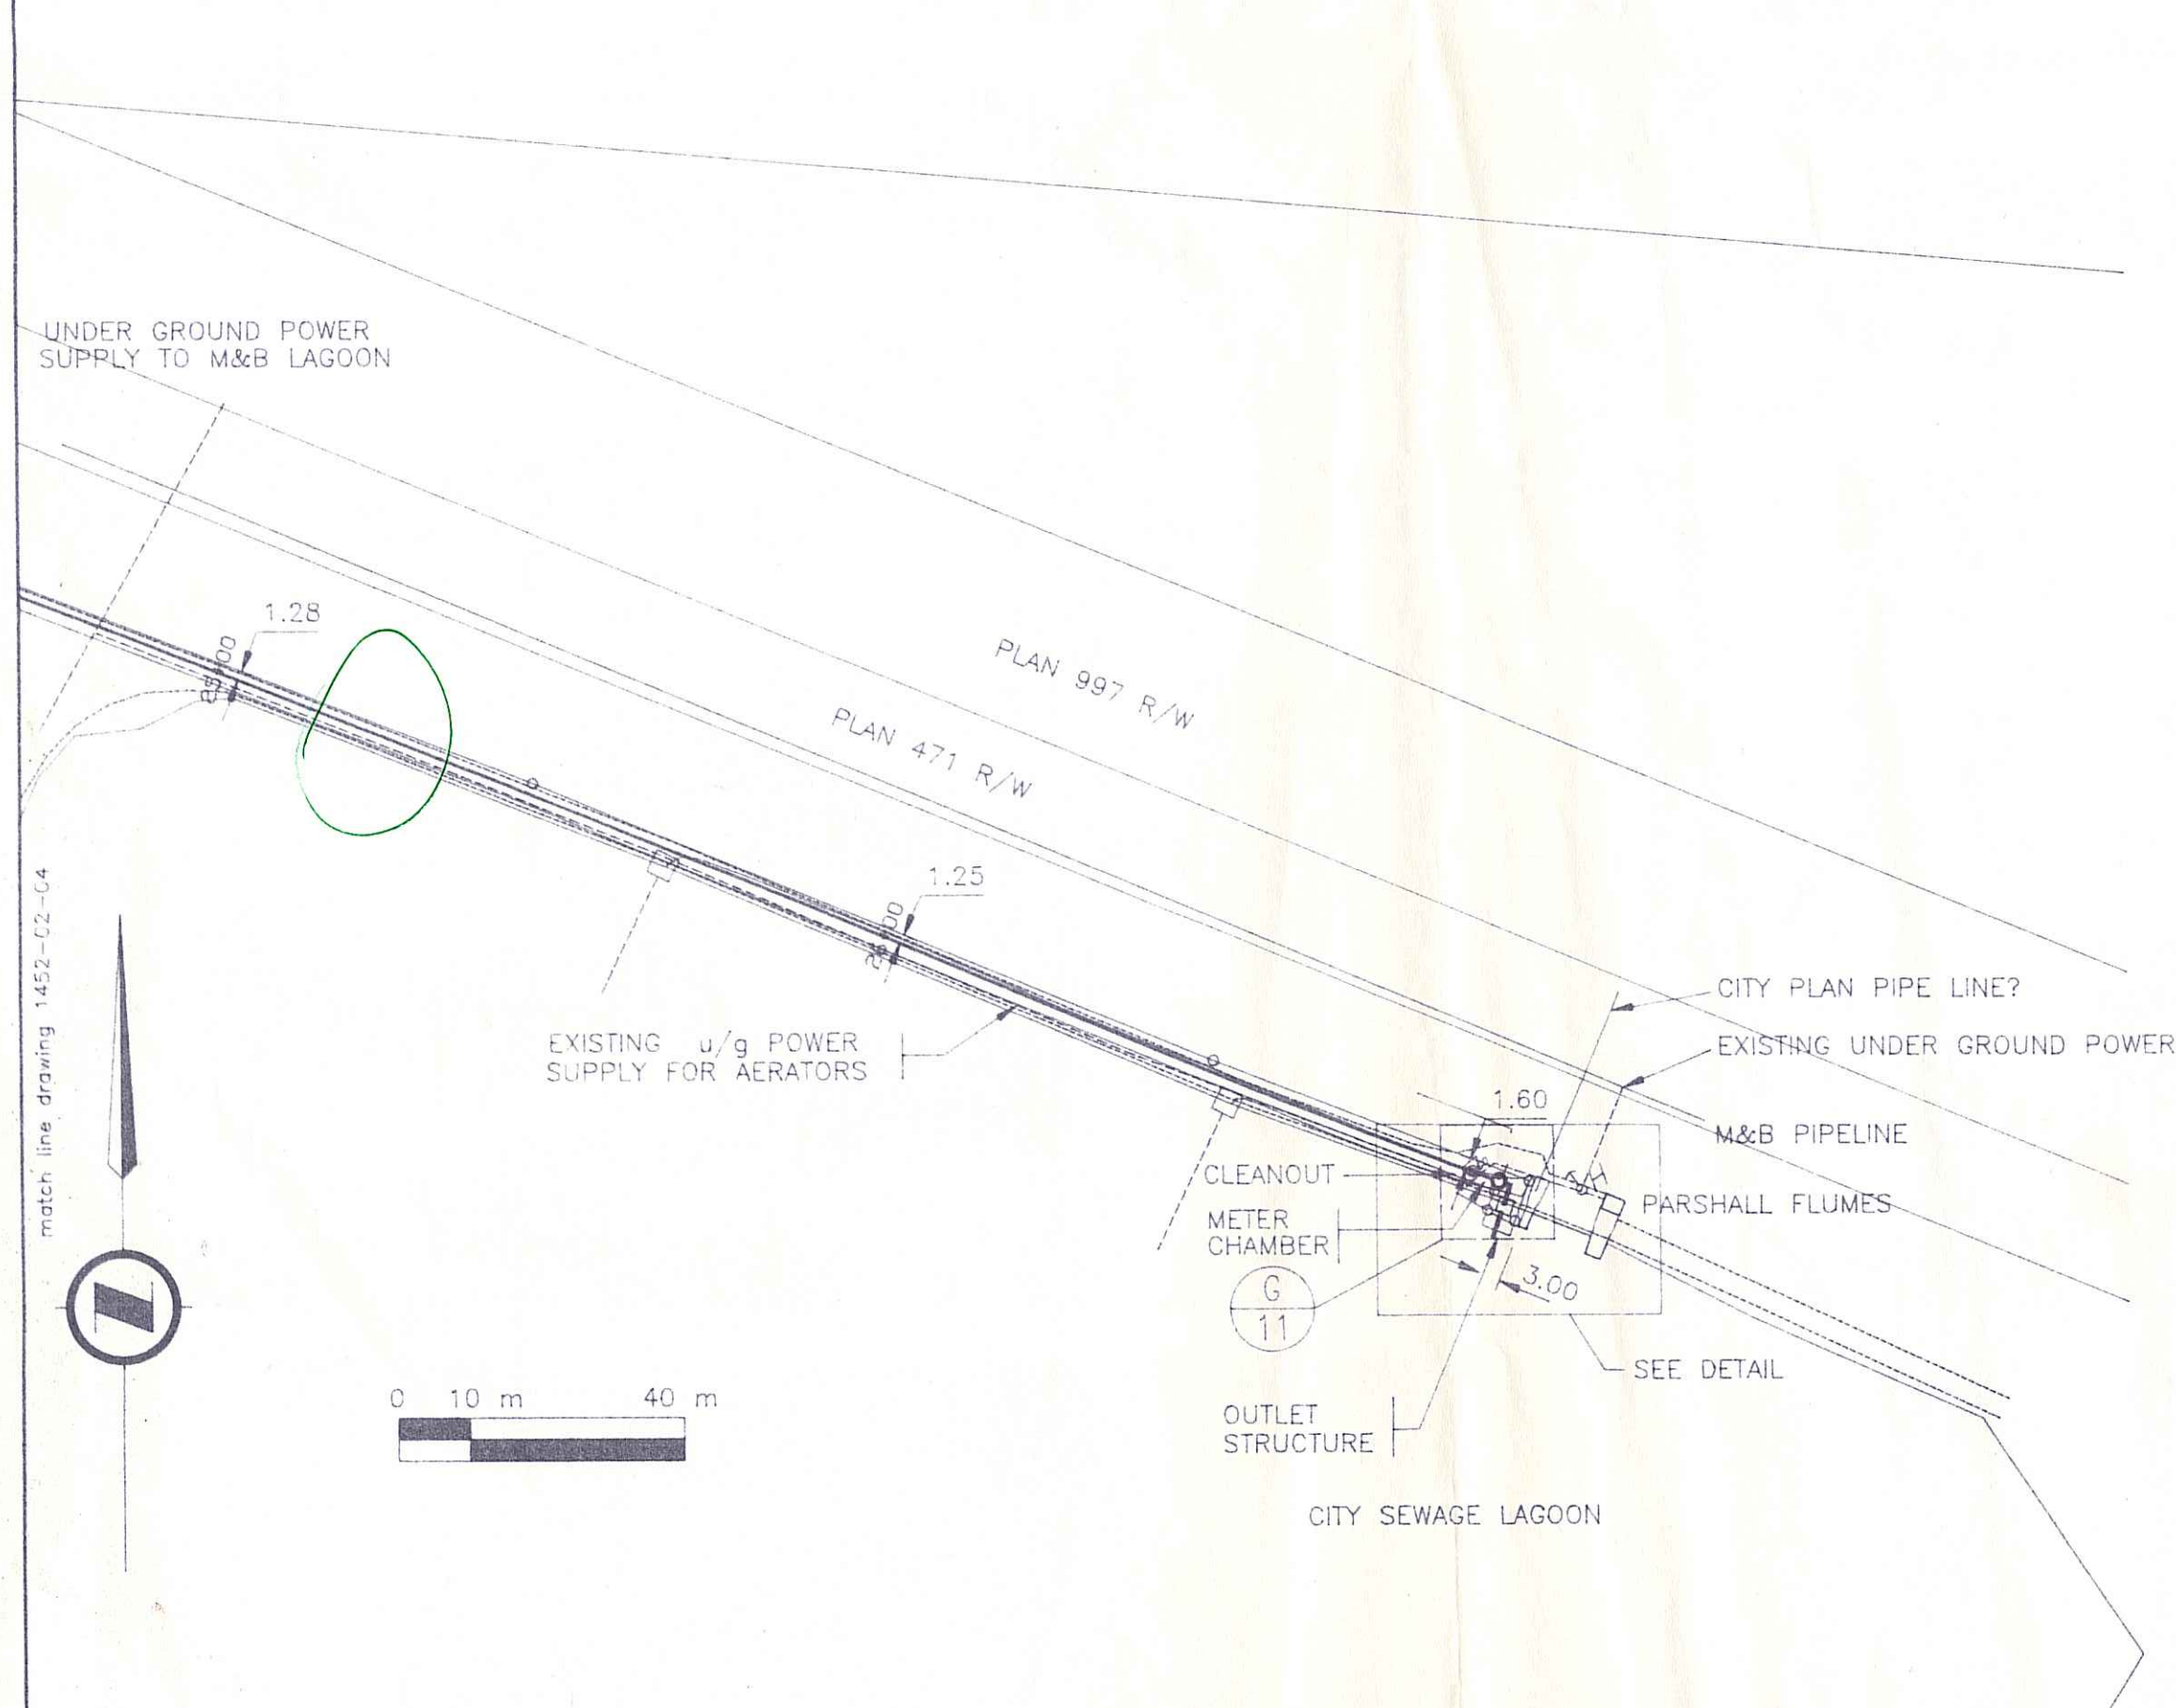 UNDER GROUND POWER
SUPPLY TO M&B LAGOON
1.28
PLAN 997 R/W
PLAN 471 R/W
1.25
match line drawing 1452-02-04
EXISTING u/g POWER
SUPPLY FOR AERATORS
CITY PLAN PIPE LINE?
EXISTING UNDER GROUND POWER
1.60
M&B PIPELINE
CLEANOUT
PARSHALL FLUMES
METER
CHAMBER
G
11
3.00
SEE DETAIL
0 10 m 40 m
OUTLET
STRUCTURE
CITY SEWAGE LAGOON